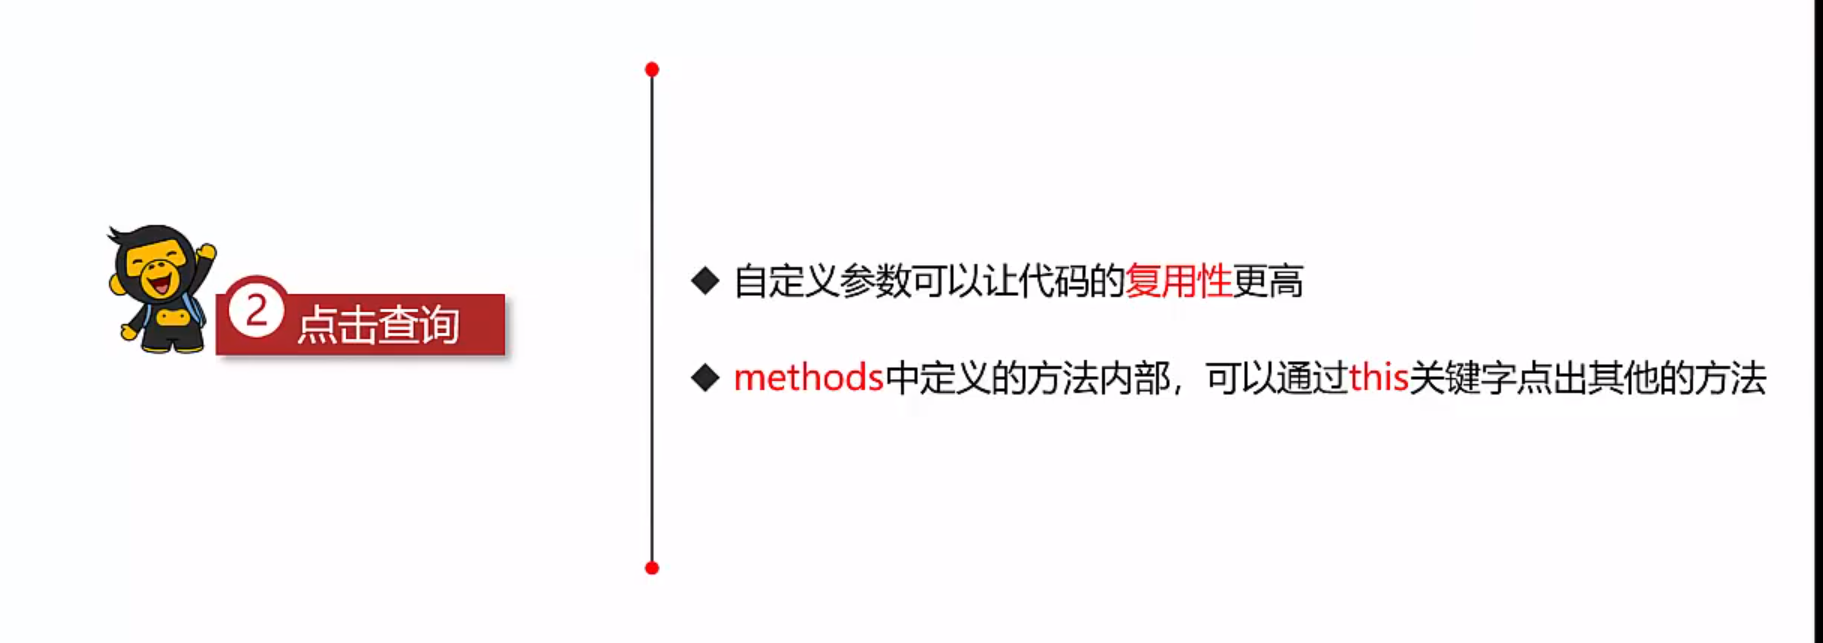 2 点击查询
◆ 自定义参数可以让代码的复用性更高
◆ methods中定义的方法内部，可以通过this关键字点出其他的方法